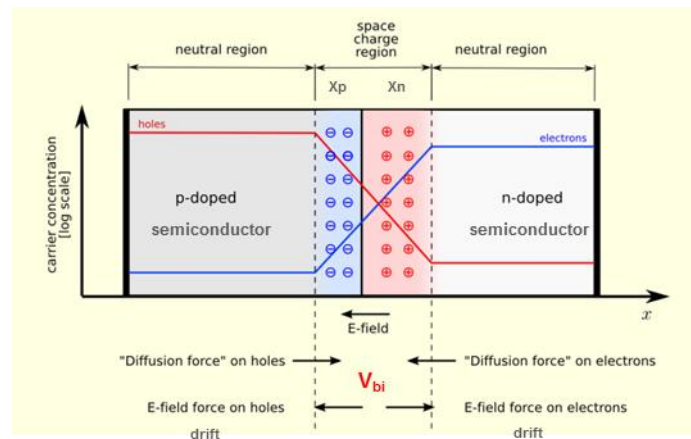 space
charge
neutral region region neutral region
Xp Xn
holes
electrons
carrier concentration
[log scale]
p-doped
semiconductor
n-doped
semiconductor
⊖ ⊖ ⊕ ⊕
⊖ ⊖ ⊕ ⊕
⊖ ⊖ ⊕ ⊕
⊖ ⊖ ⊕ ⊕
⊖ ⊖ ⊕ ⊕
⊖ ⊖ ⊕ ⊕
⊖ ⊖ ⊕ ⊕
x
E-field
"Diffusion force" on holes "Diffusion force" on electrons
Vbi
E-field force on holes E-field force on electrons
drift drift